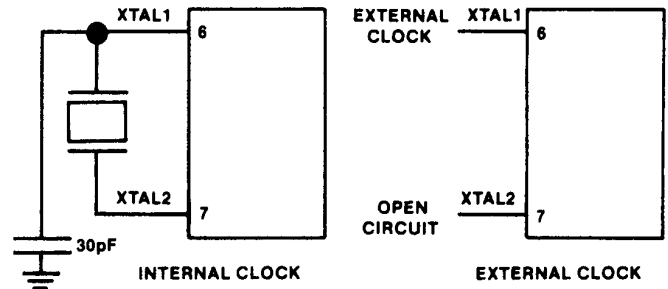 XTAL1
6
XTAL2
7
30pF
INTERNAL CLOCK
EXTERNAL
CLOCK
XTAL1
6
OPEN
CIRCUIT
XTAL2
7
EXTERNAL CLOCK